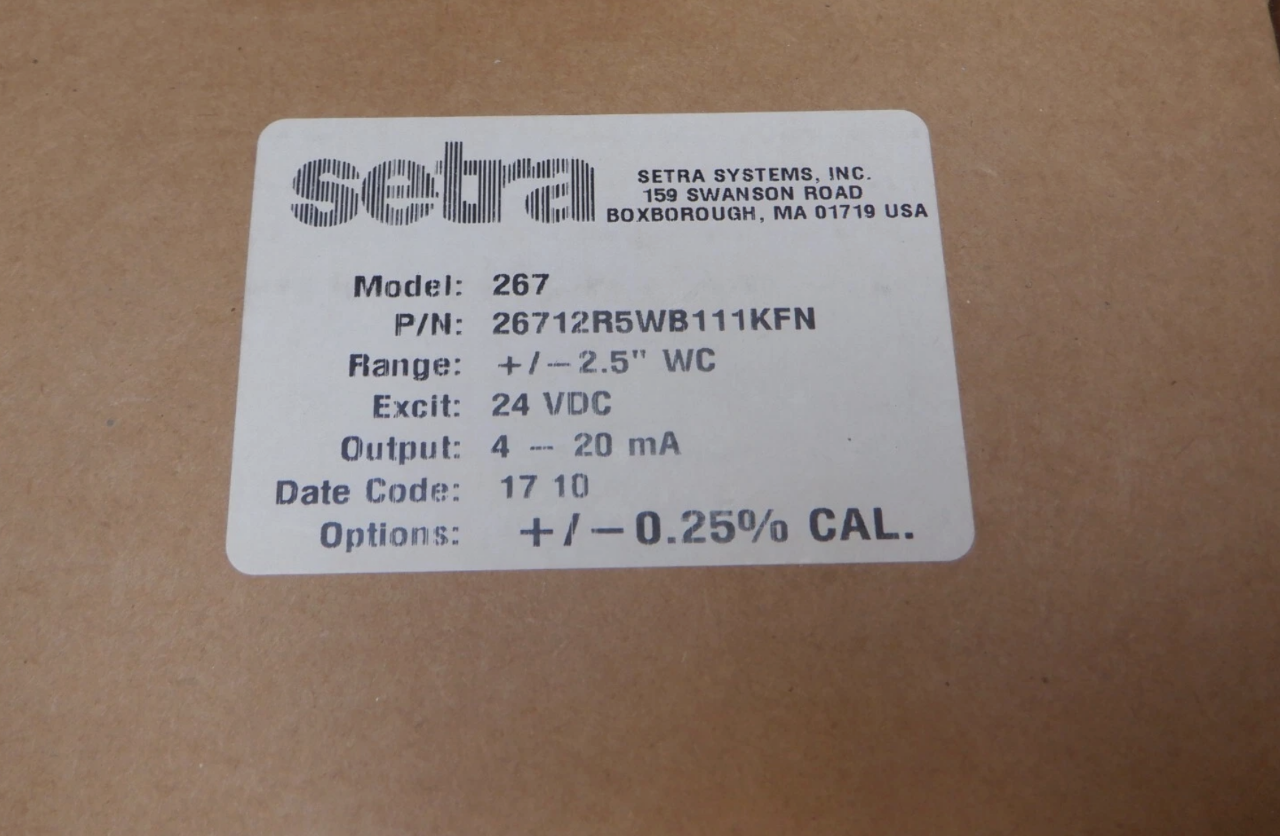 setra
SETRA SYSTEMS, INC.
159 SWANSON ROAD
BOXBOROUGH, MA 01719 USA
Model: 267
P/N: 26712R5WB111KFN
Range: +/-2.5" WC
Excit: 24 VDC
Output: 4 - 20 mA
Date Code: 17 10
Options: +/-0.25% CAL.